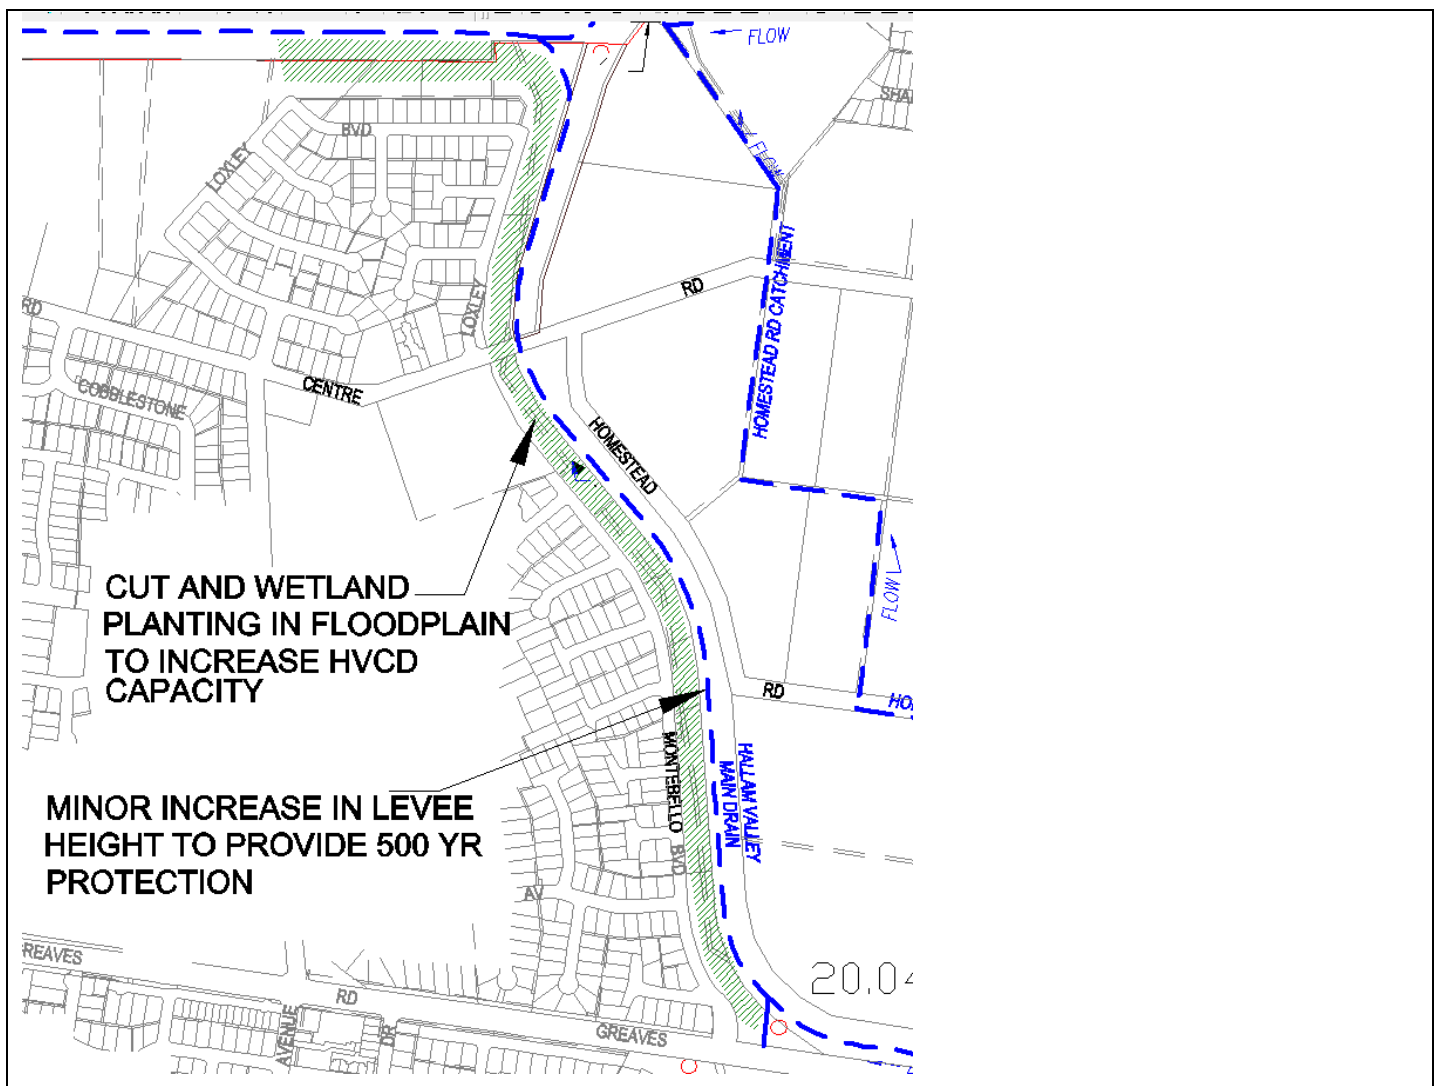 FLOW
SHA
BVD
LOXLEY
FLOW
HOMESTEAD RD CATCHMENT
RD
LOXLEY
RD
CENTRE
COBBLESTONE
HOMESTEAD
CUT AND WETLAND
PLANTING IN FLOODPLAIN
TO INCREASE HVCD
CAPACITY
FLOW
RD
HO
MONTEBELLO BVD
HALLAM VALLEY
MAIN DRAIN
MINOR INCREASE IN LEVEE
HEIGHT TO PROVIDE 500 YR
PROTECTION
AV
REAVES
RD
20.04
AVENUE
DR
GREAVES